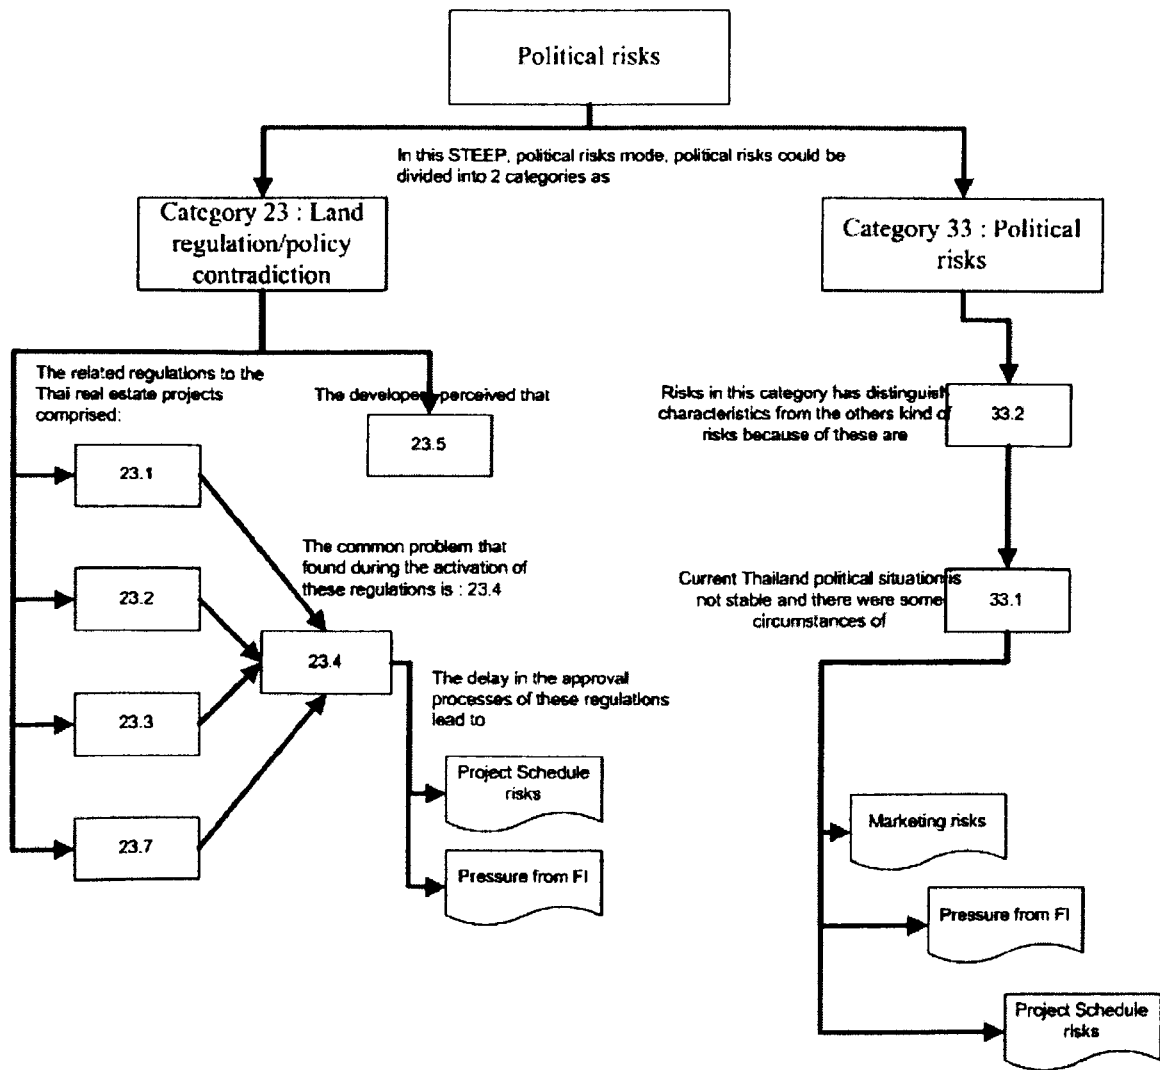 Political risks
In this STEEP, political risks mode, political risks could be
divided into 2 categories as
Category 23 : Land
regulation/policy
contradiction
Category 33 : Political
risks
The related regulations to the
Thai real estate projects
comprised:
The developers perceived that
23.5
23.1
23.2
23.3
23.7
The common problem that
found during the activation of
these regulations is : 23.4
23.4
The delay in the approval
processes of these regulations
lead to
Project Schedule
risks
Pressure from FI
Risks in this category has distinguish
characteristics from the others kind of
risks because of these are
33.2
Current Thailand political situation is
not stable and there were some
circumstances of
33.1
Marketing risks
Pressure from FI
Project Schedule
risks